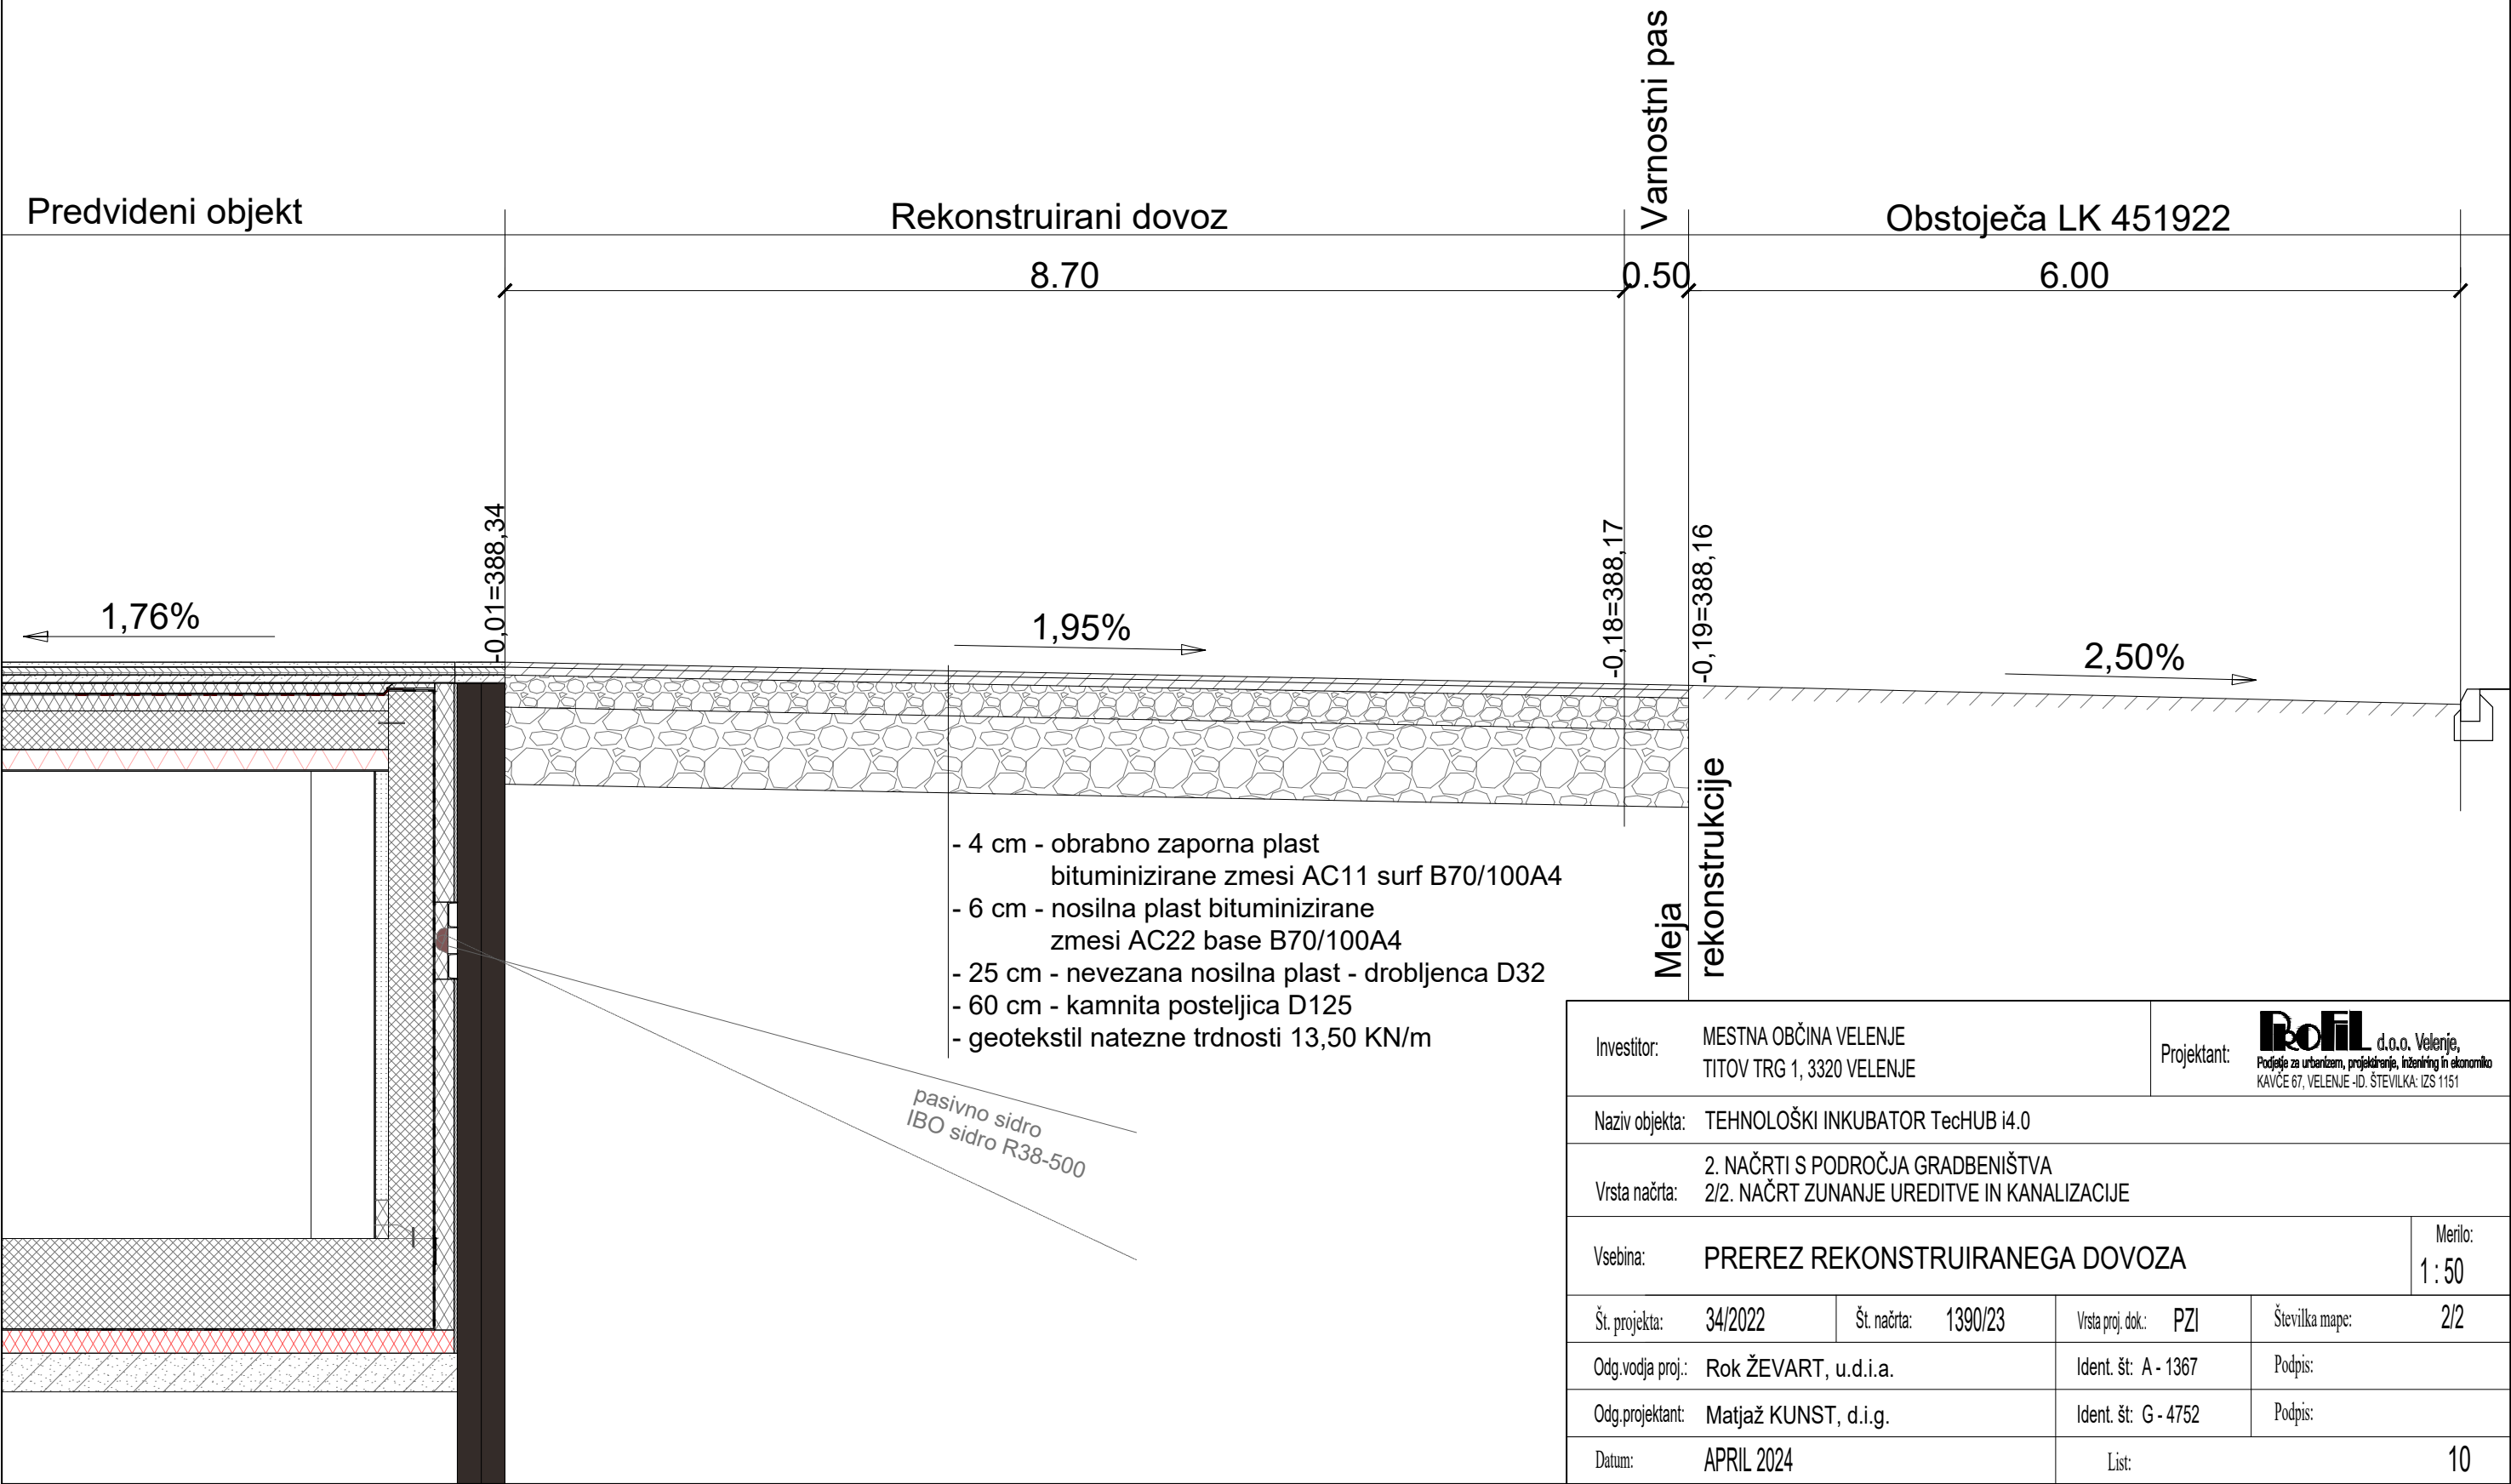 Varnostni pas
Predvideni objekt
Rekonstruirani dovoz
Obstoječa LK 451922
8.70
0.50
6.00
-0,01=388,34
-0,18=388,17
-0,19=388,16
1,76%
1,95%
2,50%
- 4 cm - obrabno zaporna plast
bituminizirane zmesi AC11 surf B70/100A4
- 6 cm - nosilna plast bituminizirane
zmesi AC22 base B70/100A4
- 25 cm - nevezana nosilna plast - drobljenca D32
- 60 cm - kamnita posteljica D125
- geotekstil natezne trdnosti 13,50 KN/m
Meja
rekonstrukcije
pasivno sidro
IBO sidro R38-500
Investitor: MESTNA OBČINA VELENJE
TITOV TRG 1, 3320 VELENJE
Projektant: PROFIL d.o.o. Velenje,
Podjetje za urbanizem, projektiranje, inženiring in ekonomiko
KAVČE 67, VELENJE -ID. ŠTEVILKA: IZS 1151
Naziv objekta: TEHNOLOŠKI INKUBATOR TecHUB i4.0
Vrsta načrta: 2. NAČRTI S PODROČJA GRADBENIŠTVA
2/2. NAČRT ZUNANJE UREDITVE IN KANALIZACIJE
Vsebina: PREREZ REKONSTRUIRANEGA DOVOZA
Merilo:
1 : 50
Št. projekta: 34/2022 Št. načrta: 1390/23 Vrsta proj. dok.: PZI Številka mape: 2/2
Odg.vodja proj.: Rok ŽEVART, u.d.i.a. Ident. št: A - 1367 Podpis:
Odg.projektant: Matjaž KUNST, d.i.g. Ident. št: G - 4752 Podpis:
Datum: APRIL 2024 List: 10